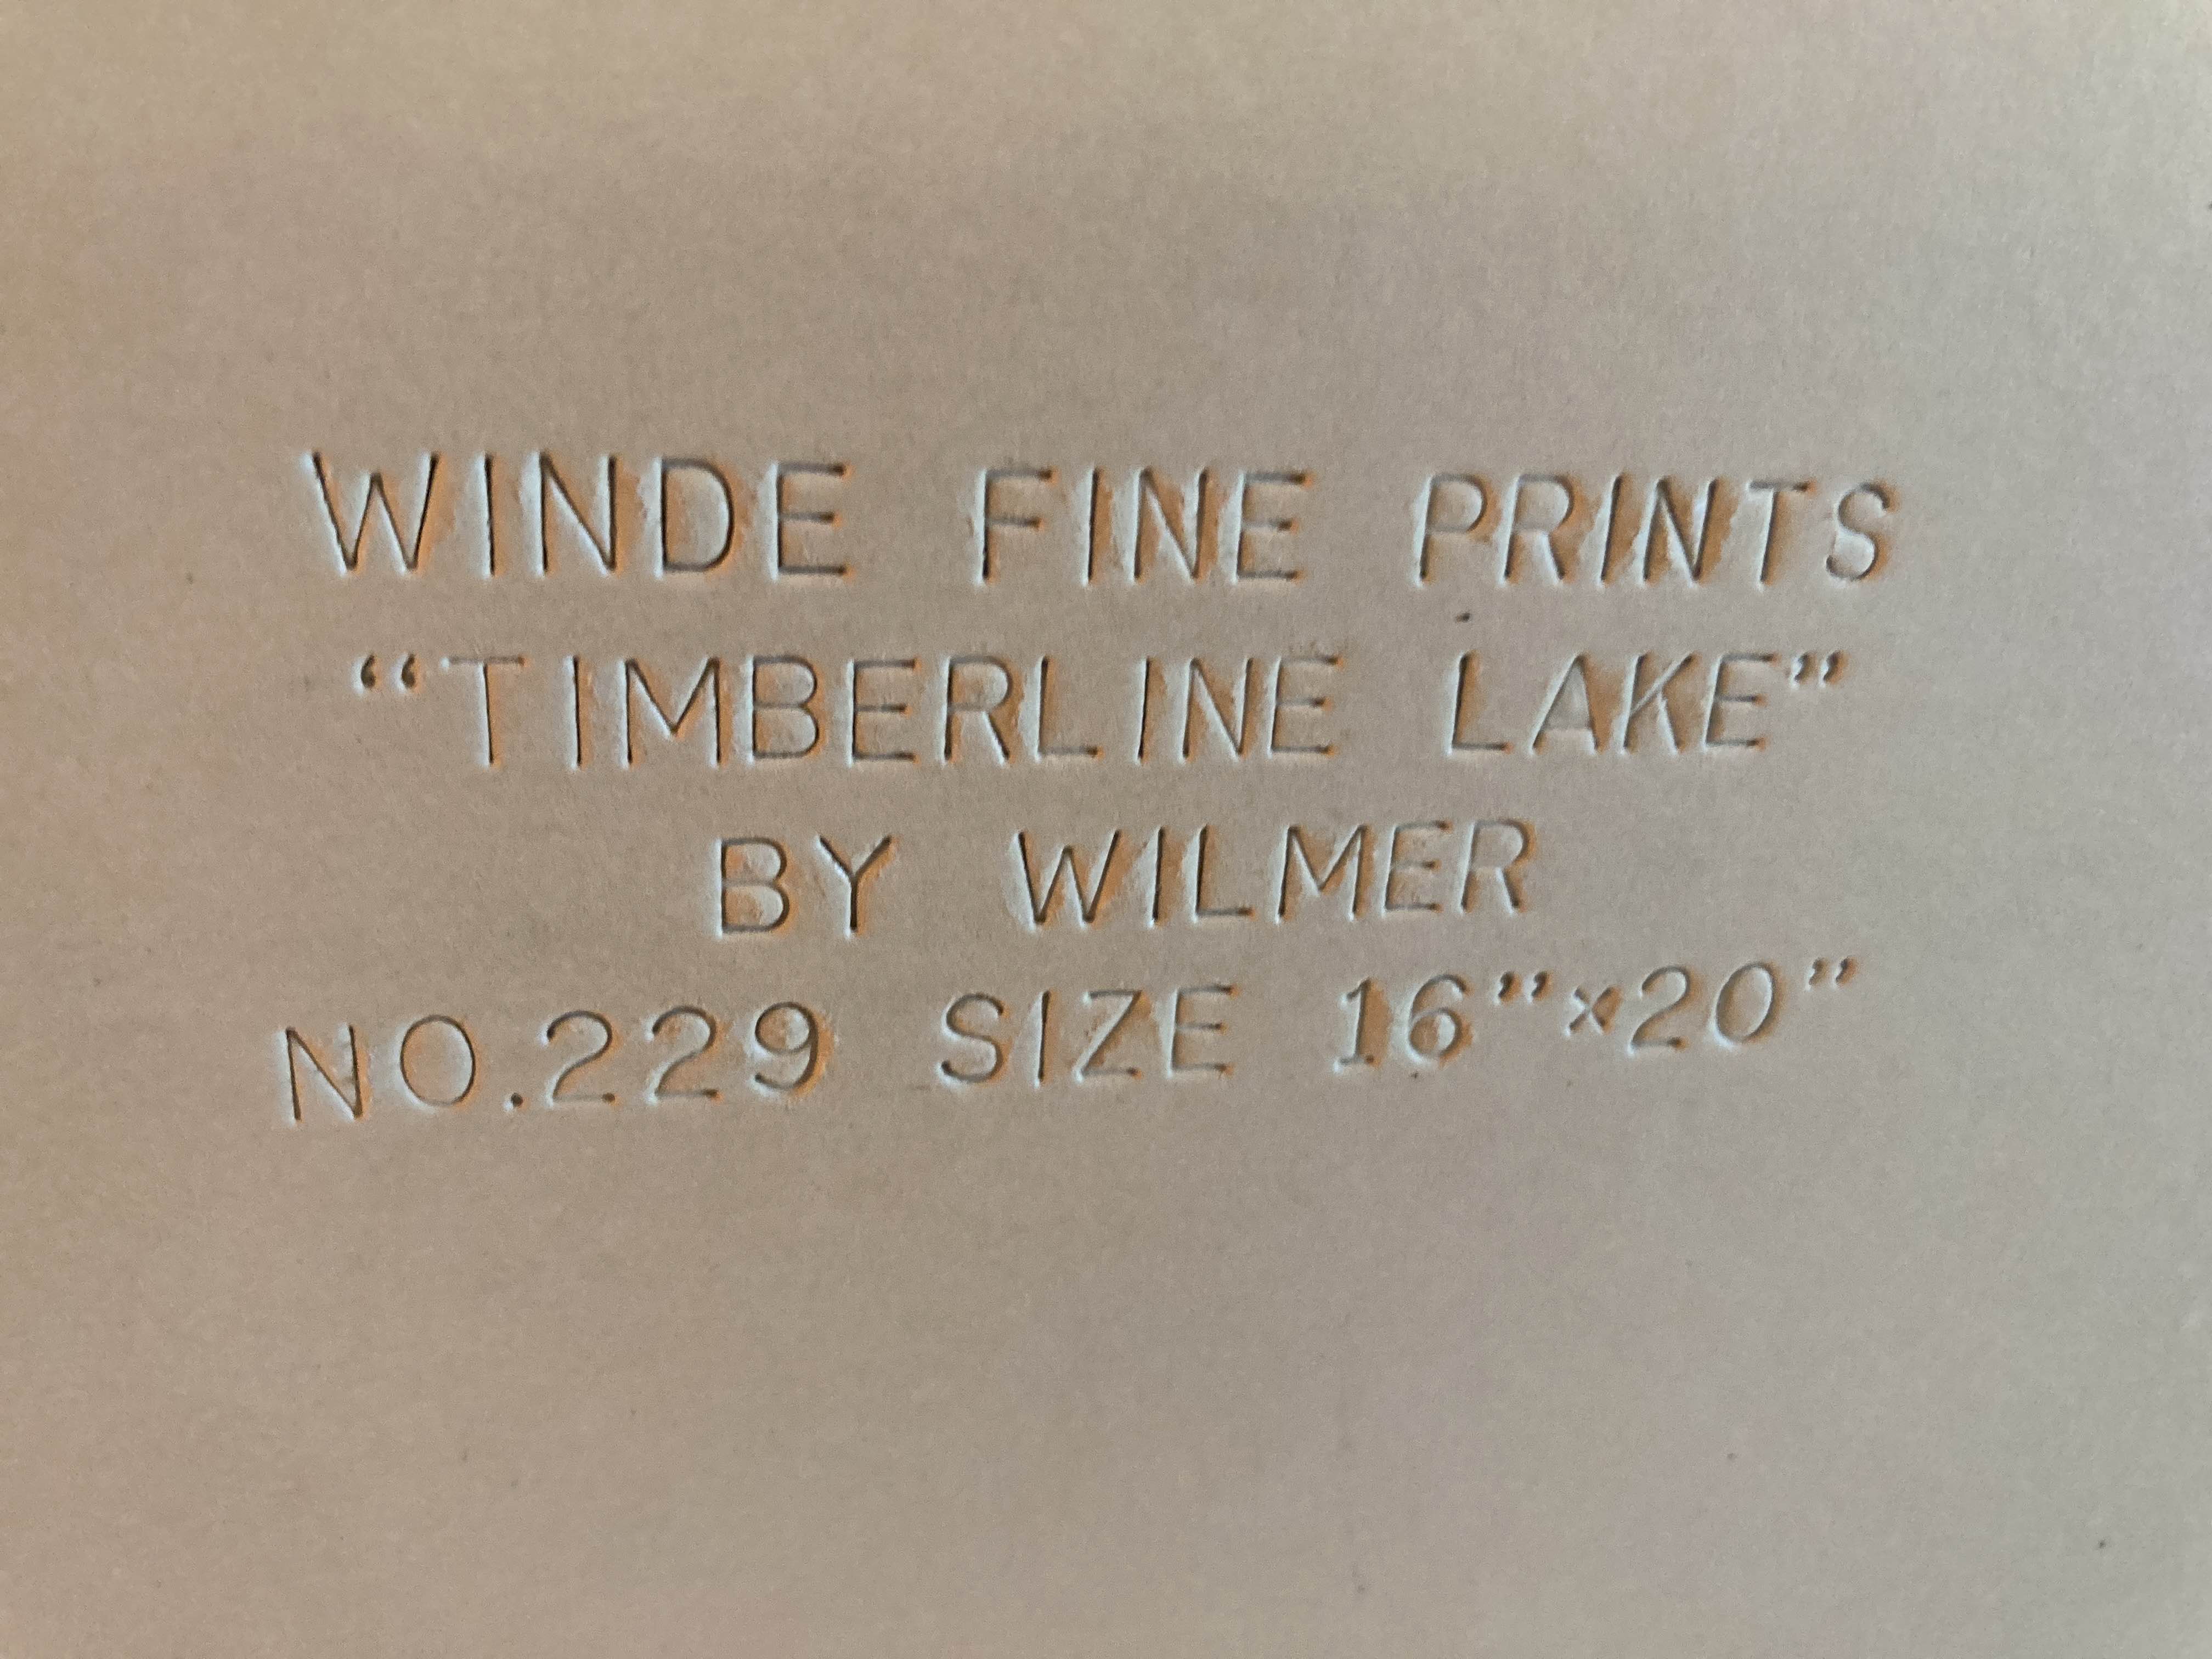 WINDE FINE PRINTS
“TIMBERLINE LAKE”
BY WILMER
NO.229 SIZE 16”×20”